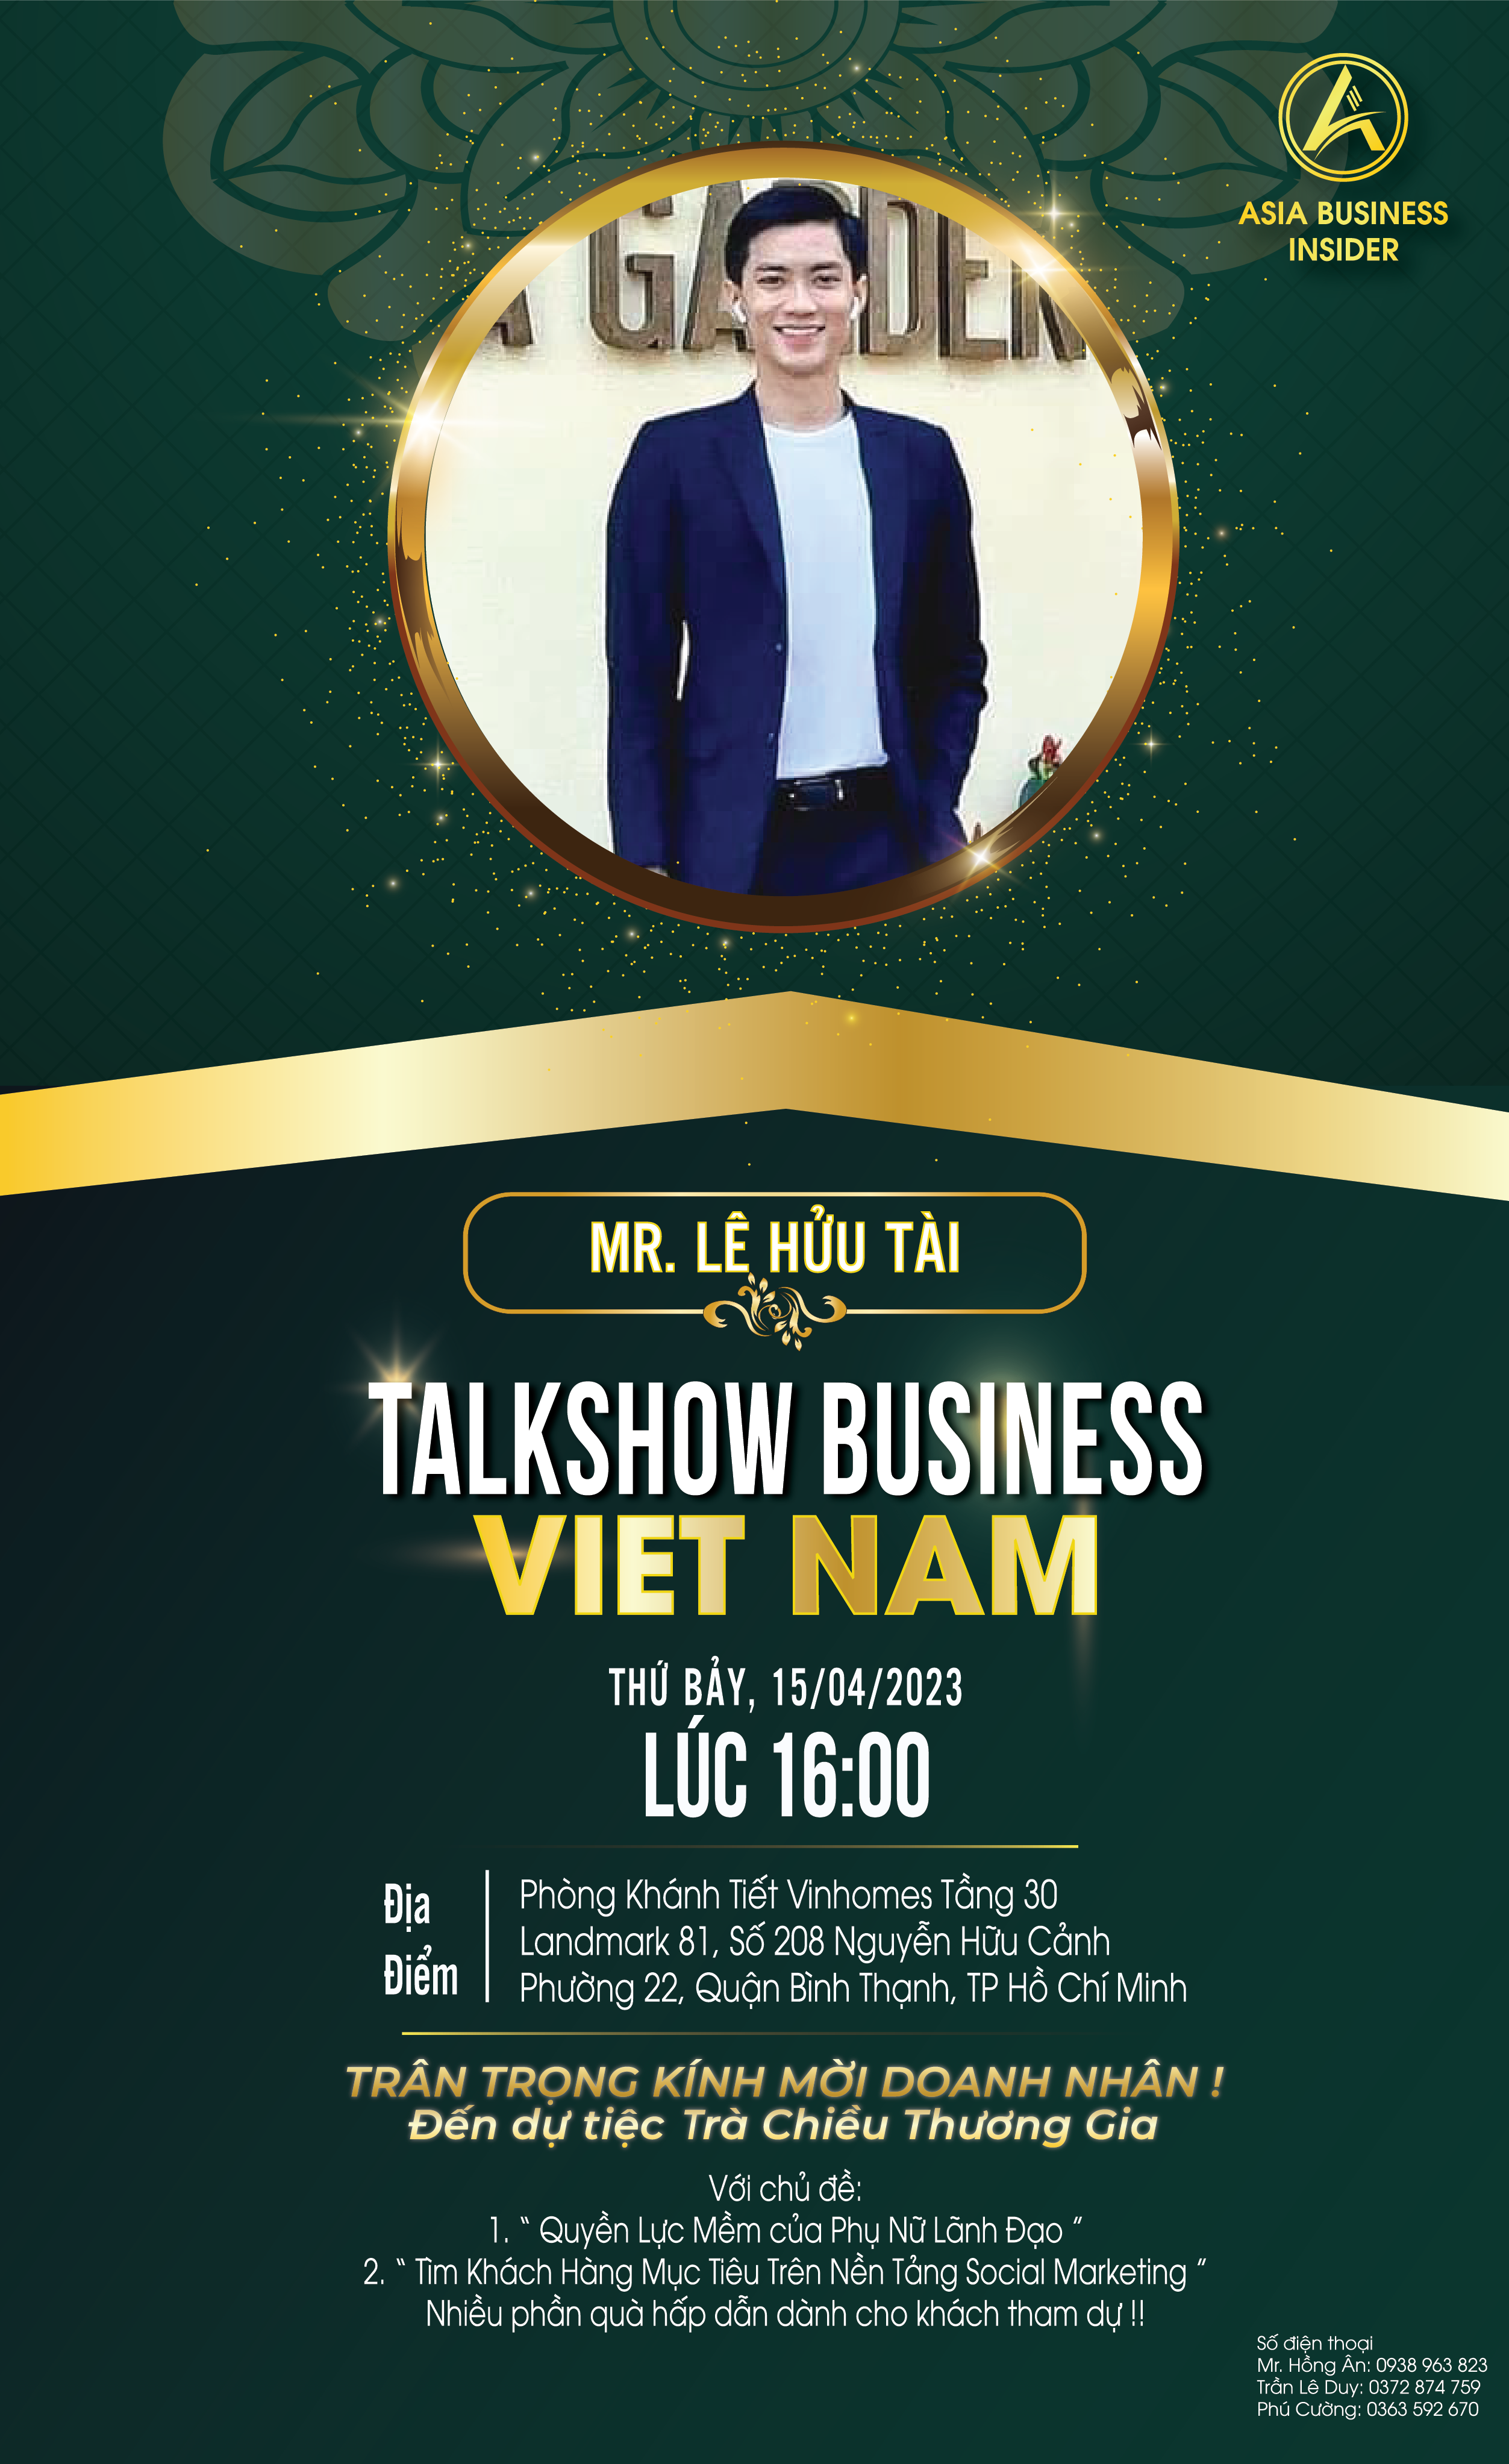 ASIA BUSINESS
INSIDER
A GARDEN
MR. LÊ HỬU TÀI
TALKSHOW BUSINESS
VIET NAM
THỨ BẢY, 15/04/2023
LÚC 16:00
Địa
Điểm
Phòng Khánh Tiết Vinhomes Tầng 30
Landmark 81, Số 208 Nguyễn Hữu Cảnh
Phường 22, Quận Bình Thạnh, TP Hồ Chí Minh
TRÂN TRỌNG KÍNH MỜI DOANH NHÂN !
Đến dự tiệc Trà Chiều Thương Gia
Với chủ đề:
1. “ Quyền Lực Mềm của Phụ Nữ Lãnh Đạo ”
2. “ Tìm Khách Hàng Mục Tiêu Trên Nền Tảng Social Marketing ”
Nhiều phần quà hấp dẫn dành cho khách tham dự !!
Số điện thoại
Mr. Hồng Ân: 0938 963 823
Trần Lê Duy: 0372 874 759
Phú Cường: 0363 592 670